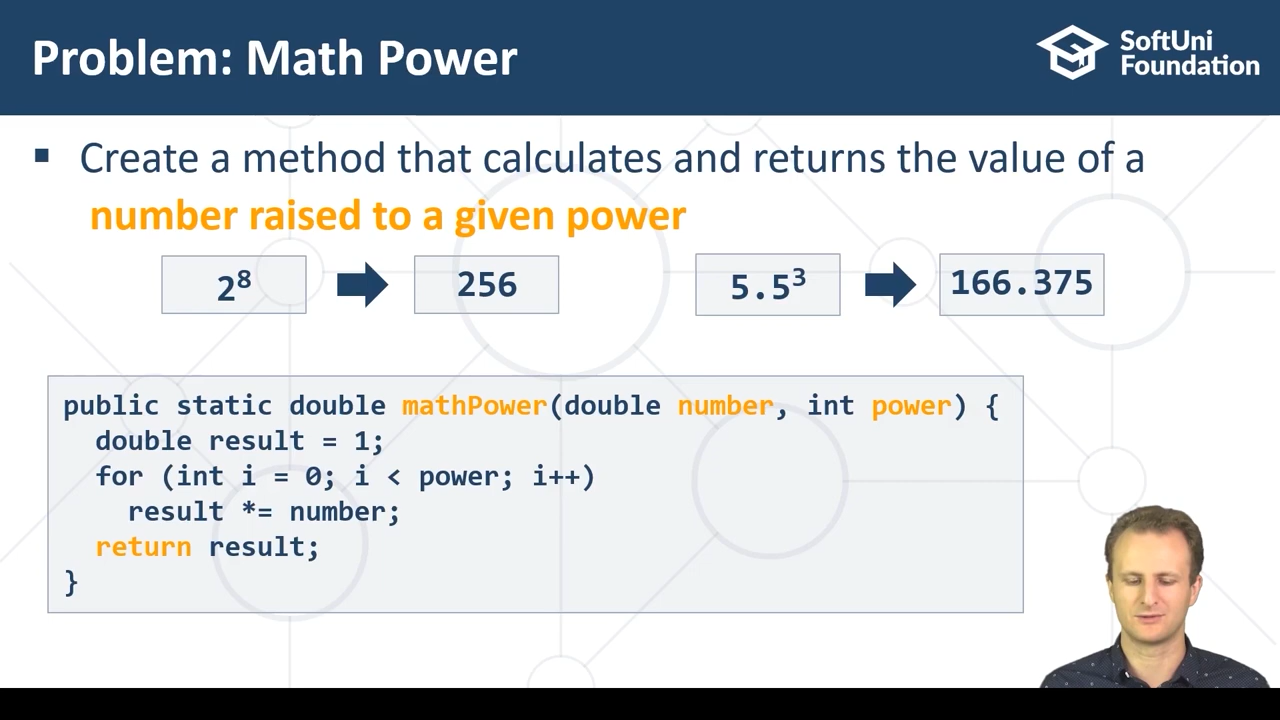 Problem: Math Power
SoftUni
Foundation
▪ Create a method that calculates and returns the value of a
number raised to a given power
2⁸ → 256
5.5³ → 166.375
public static double mathPower(double number, int power) {
  double result = 1;
  for (int i = 0; i < power; i++)
    result *= number;
  return result;
}